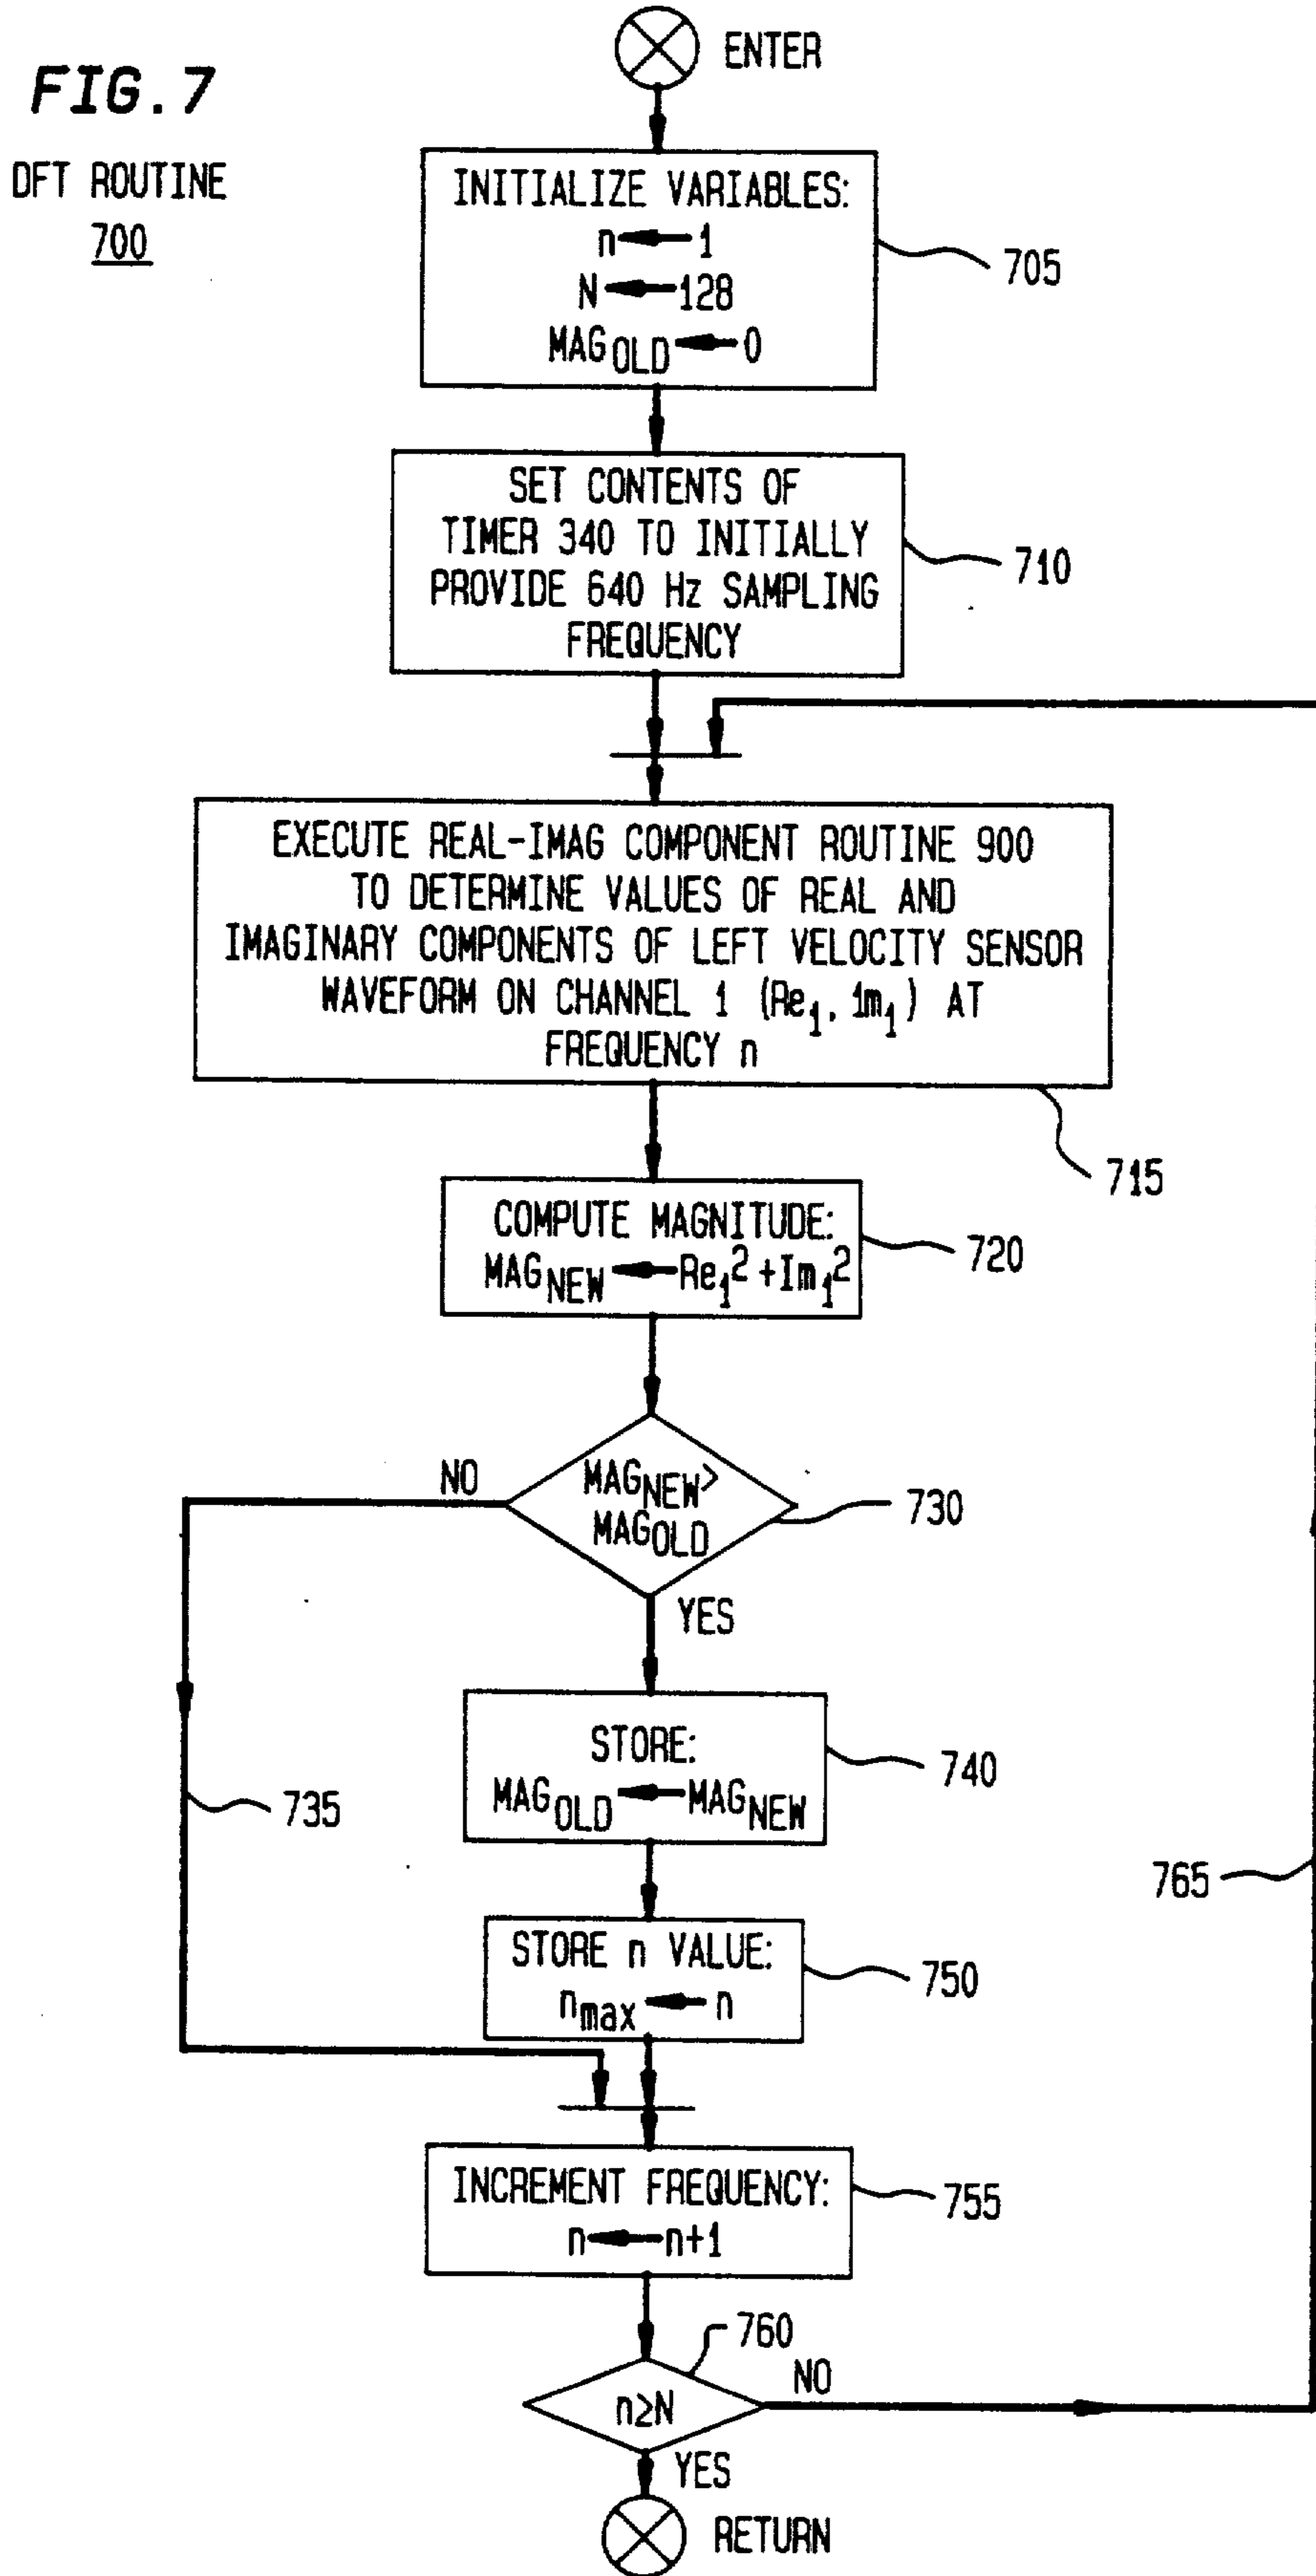 FIG. 7
DFT ROUTINE
700
ENTER
INITIALIZE VARIABLES:
n←1
N←128
MAG_OLD←0
705
SET CONTENTS OF
TIMER 340 TO INITIALLY
PROVIDE 640 Hz SAMPLING
FREQUENCY
710
EXECUTE REAL-IMAG COMPONENT ROUTINE 900
TO DETERMINE VALUES OF REAL AND
IMAGINARY COMPONENTS OF LEFT VELOCITY SENSOR
WAVEFORM ON CHANNEL 1 (Re₁, 1m₁) AT
FREQUENCY n
715
COMPUTE MAGNITUDE:
MAG_NEW←Re₁²+Im₁²
720
MAG_NEW>
MAG_OLD
730
NO
YES
735
STORE:
MAG_OLD←MAG_NEW
740
STORE n VALUE:
n_max←n
750
765
INCREMENT FREQUENCY:
n←n+1
755
760
n≥N
NO
YES
RETURN